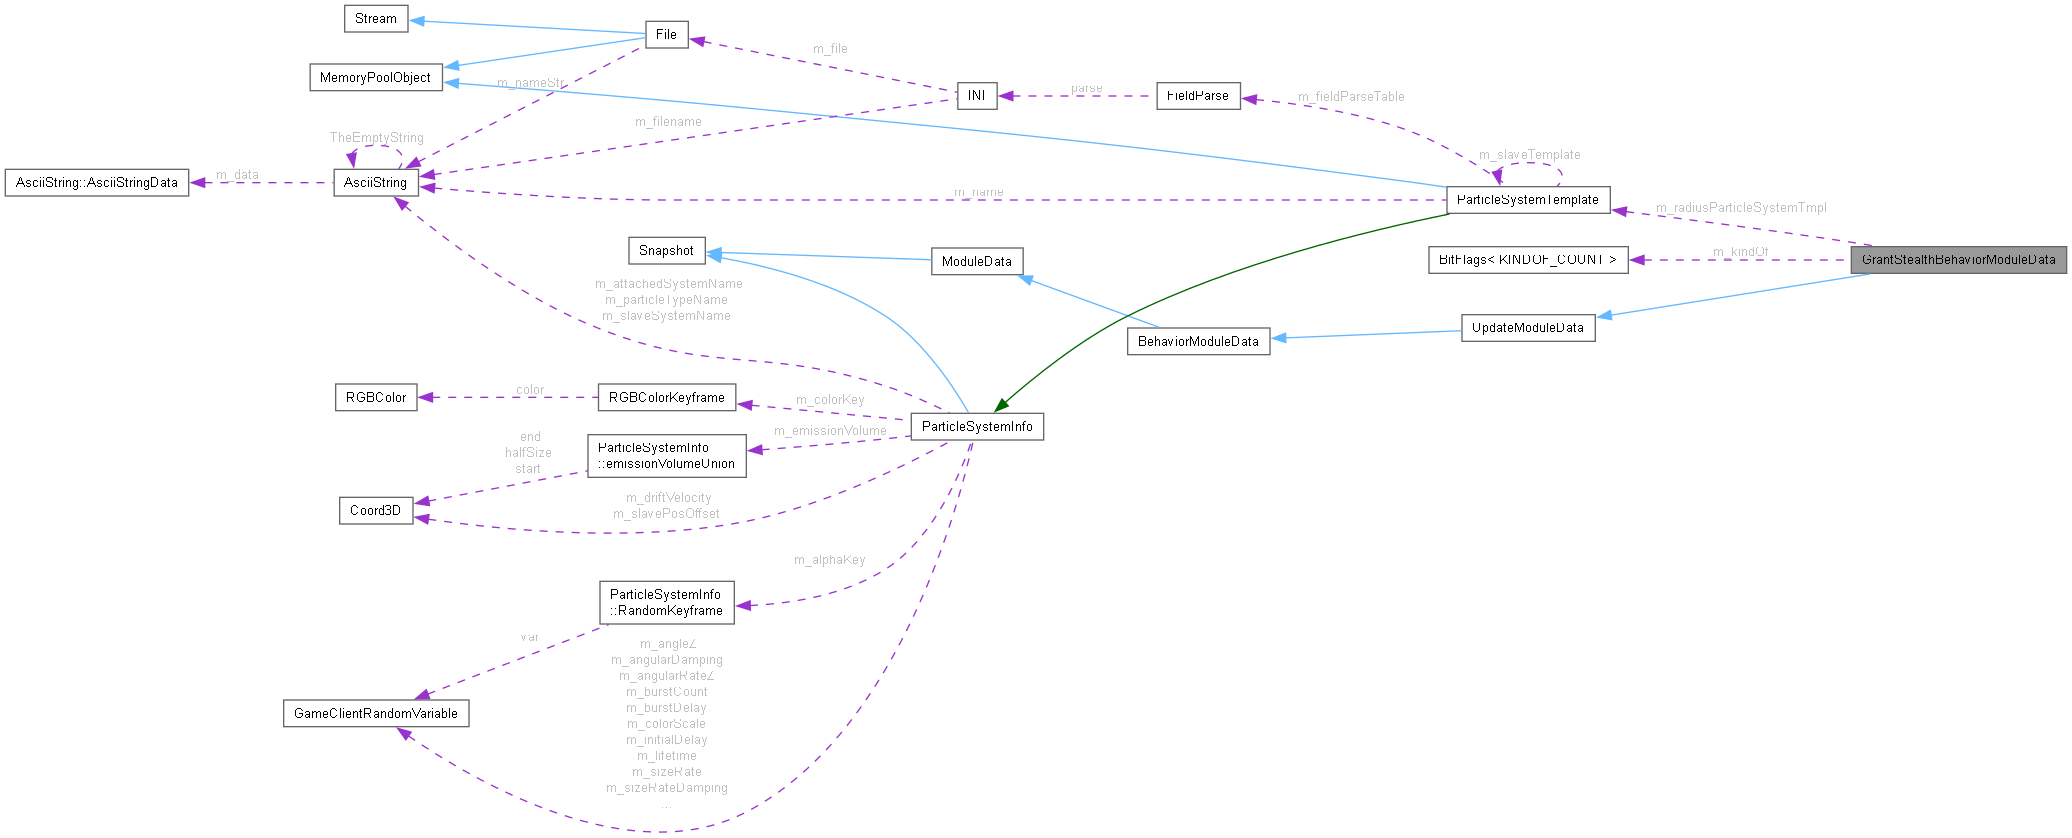 Stream
File
m_file
MemoryPoolObject
m_nameStr
INI
parse
FieldParse
m_fieldParseTable
m_filename
TheEmptyString
m_slaveTemplate
AsciiString::AsciiStringData
m_data
AsciiString
m_name
ParticleSystemTemplate
m_radiusParticleSystemTmpl
Snapshot
ModuleData
BitFlags< KINDOF_COUNT >
m_kindOf
GrantStealthBehaviorModuleData
m_attachedSystemName
m_particleTypeName
m_slaveSystemName
BehaviorModuleData
UpdateModuleData
RGBColor
color
RGBColorKeyframe
m_colorKey
ParticleSystemInfo
m_emissionVolume
end
halfSize
start
ParticleSystemInfo
::emissionVolumeUnion
Coord3D
m_driftVelocity
m_slavePosOffset
m_alphaKey
ParticleSystemInfo
::RandomKeyframe
var
m_angleZ
m_angularDamping
m_angularRateZ
m_burstCount
m_burstDelay
m_colorScale
m_initialDelay
m_lifetime
m_sizeRate
m_sizeRateDamping
...
GameClientRandomVariable